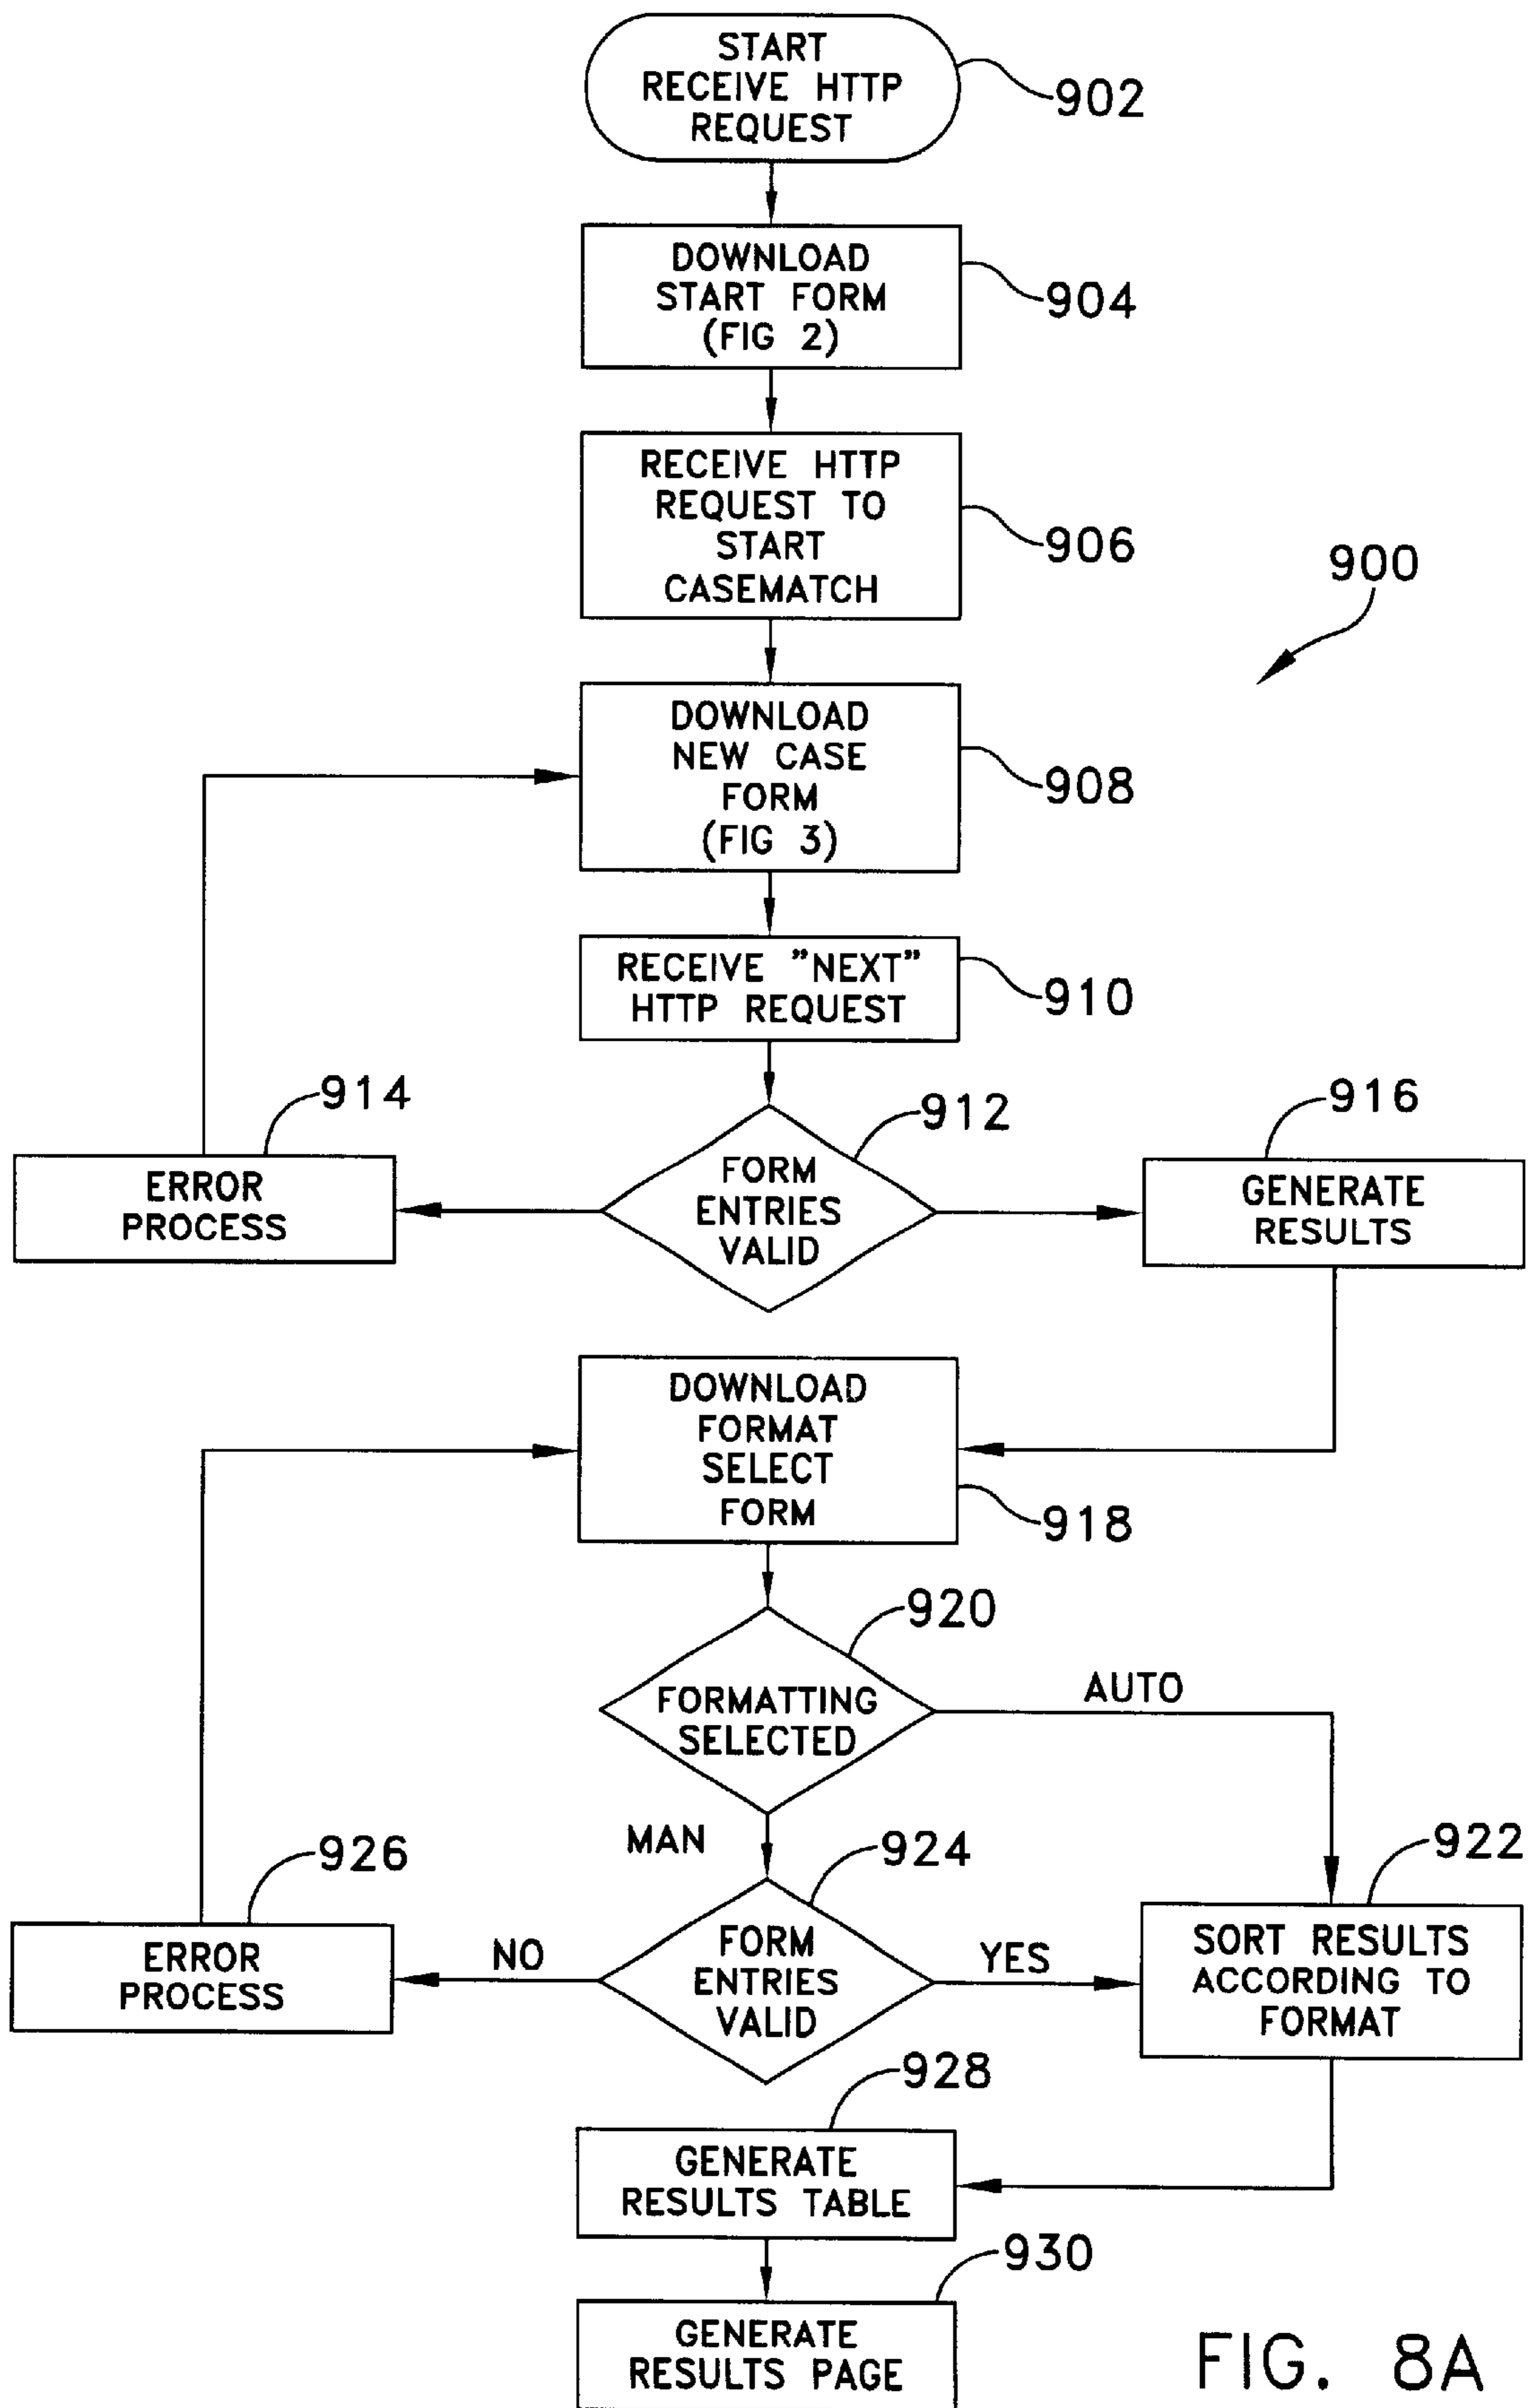 START
RECEIVE HTTP
REQUEST
902
DOWNLOAD
START FORM
(FIG 2)
904
RECEIVE HTTP
REQUEST TO
START
CASEMATCH
906
900
DOWNLOAD
NEW CASE
FORM
(FIG 3)
908
RECEIVE "NEXT"
HTTP REQUEST
910
914
ERROR
PROCESS
912
FORM
ENTRIES
VALID
916
GENERATE
RESULTS
DOWNLOAD
FORMAT
SELECT
FORM
918
920
FORMATTING
SELECTED
AUTO
MAN
926
ERROR
PROCESS
NO
924
FORM
ENTRIES
VALID
YES
922
SORT RESULTS
ACCORDING TO
FORMAT
928
GENERATE
RESULTS TABLE
930
GENERATE
RESULTS PAGE
FIG. 8A